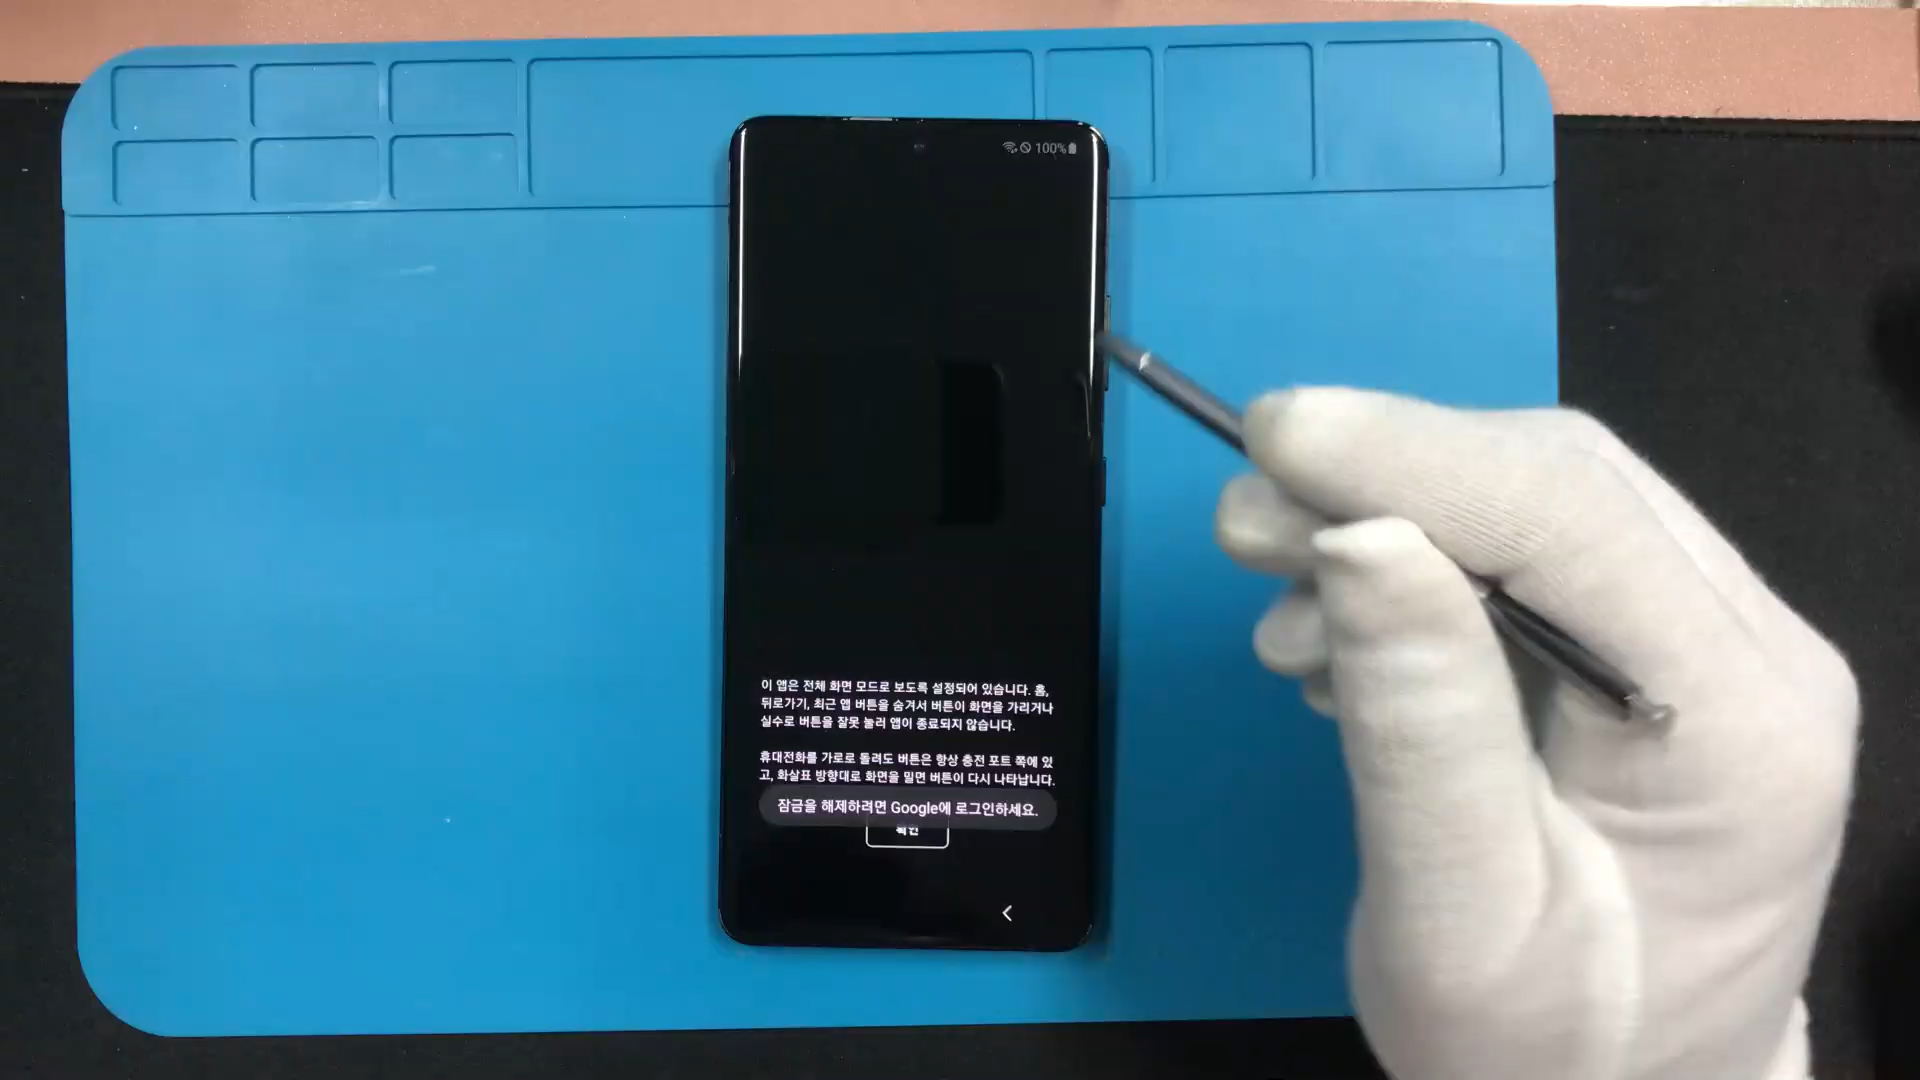 100%
이 앱은 전체 화면 모드로 보도록 설정되어 있습니다. 홈,
뒤로가기, 최근 앱 버튼을 숨겨서 버튼이 화면을 가리거나
실수로 버튼을 잘못 눌러 앱이 종료되지 않습니다.
휴대전화를 가로로 돌려도 버튼은 항상 충전 포트 쪽에 있
고, 화살표 방향대로 화면을 밀면 버튼이 다시 나타납니다.
잠금을 해제하려면 Google에 로그인하세요.
확인